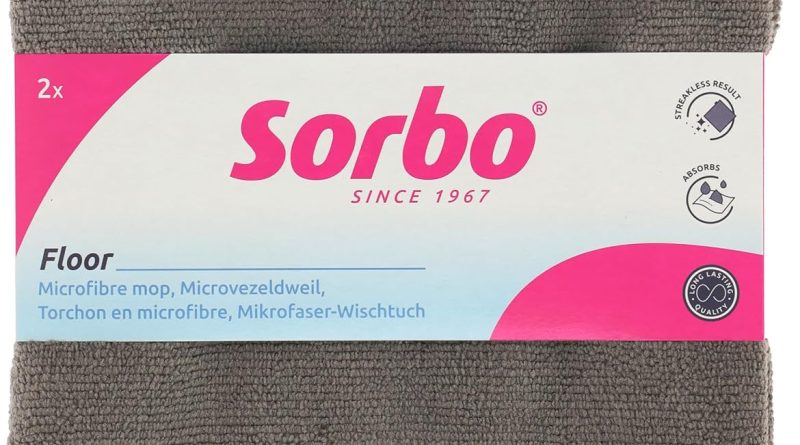 2x
Sorbo®
SINCE 1967
Floor
Microfibre mop, Microvezeldweil,
Torchon en microfibre, Mikrofaser-Wischtuch
STREAKLESS RESULT
ABSORBS
LONG LASTING
QUALITY